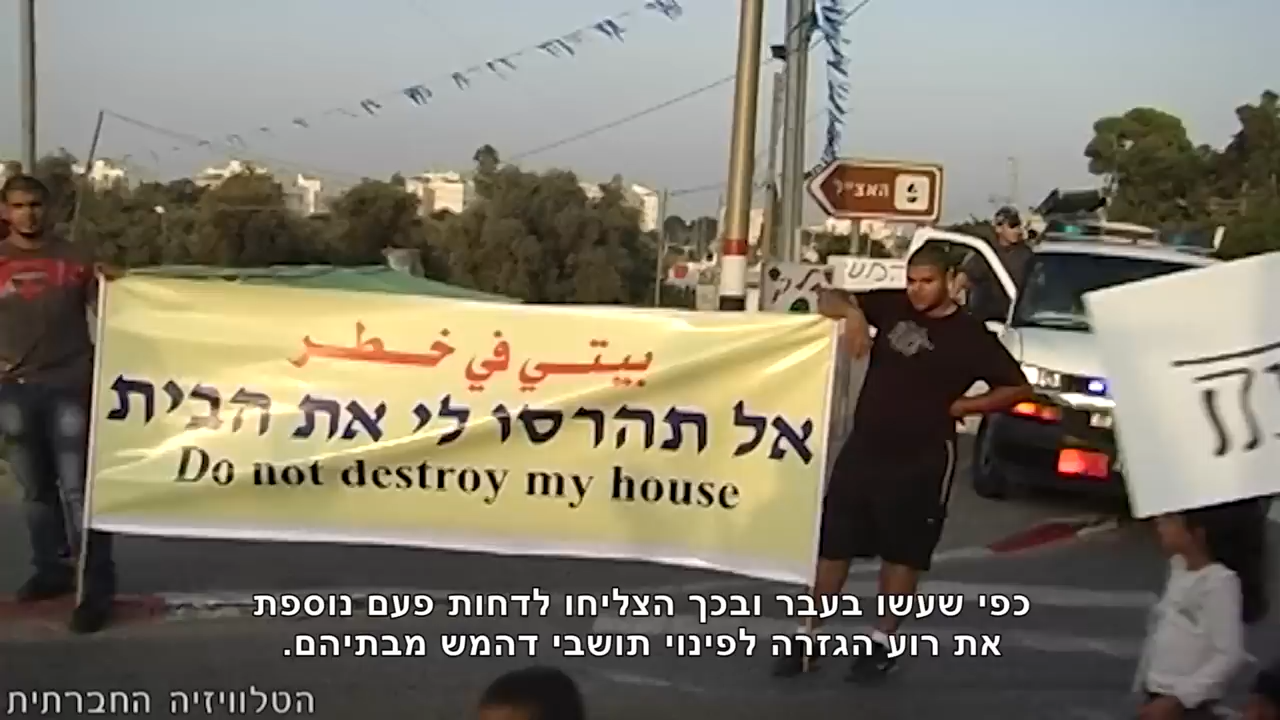 האצ"ל
بيتي في خطر
אל תהרסו לי את הבית
Do not destroy my house
כפי שעשו בעבר ובכך הצליחו לדחות פעם נוספת
את רוע הגזרה לפינוי תושבי דהמש מבתיהם.
הטלוויזיה החברתית